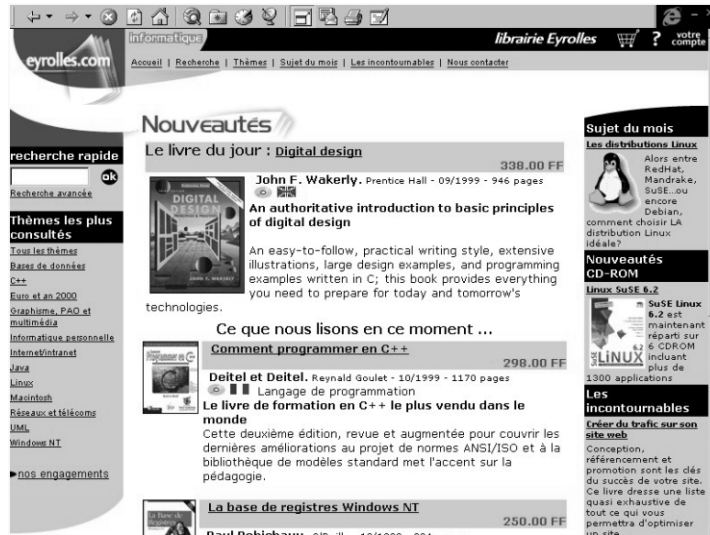 informatique
librairie Eyrolles
?
votre
compte
eyrolles.com
Accueil | Recherche | Thèmes | Sujet du mois | Les incontournables | Nous contacter
recherche rapide
ok
Recherche avancée
Thèmes les plus
consultés
Tous les thèmes
Bases de données
C++
Euro et an 2000
Graphisme, PAO et
multimédia
Informatique personnelle
Internet/intranet
Java
Linux
Macintosh
Réseaux et télécoms
UML
Windows NT
nos engagements
Nouveautés
Le livre du jour : Digital design
338.00 FF
DIGITAL
DESIGN
JOHN F. WAKERLY
John F. Wakerly. Prentice Hall - 09/1999 - 946 pages
An authoritative introduction to basic principles
of digital design
An easy-to-follow, practical writing style, extensive
illustrations, large design examples, and programming
examples written in C; this book provides everything
you need to prepare for today and tomorrow's
technologies.
Ce que nous lisons en ce moment ...
Comment programmer en C++
298.00 FF
Deitel et Deitel. Reynald Goulet - 10/1999 - 1170 pages
Langage de programmation
Le livre de formation en C++ le plus vendu dans le
monde
Cette deuxième édition, revue et augmentée pour couvrir les
dernières améliorations au projet de normes ANSI/ISO et à la
bibliothèque de modèles standard met l'accent sur la
pédagogie.
La base de registres Windows NT
250.00 FF
Sujet du mois
Les distributions Linux
Alors entre
RedHat,
Mandrake,
SuSE...ou
encore
Debian,
comment choisir LA
distribution Linux
idéale?
Nouveautés
CD-ROM
Linux SuSE 6.2
SuSE Linux
6.2 est
maintenant
réparti sur
6 CDROM
incluant
plus de
1300 applications
6.2
SuSE
LiNUX
Les
incontournables
Créer du trafic sur son
site web
Conception,
référencement et
promotion sont les clés
du succès de votre site.
Ce livre dresse une liste
quasi exhaustive de
tout ce qui vous
permettra d'optimiser
un site